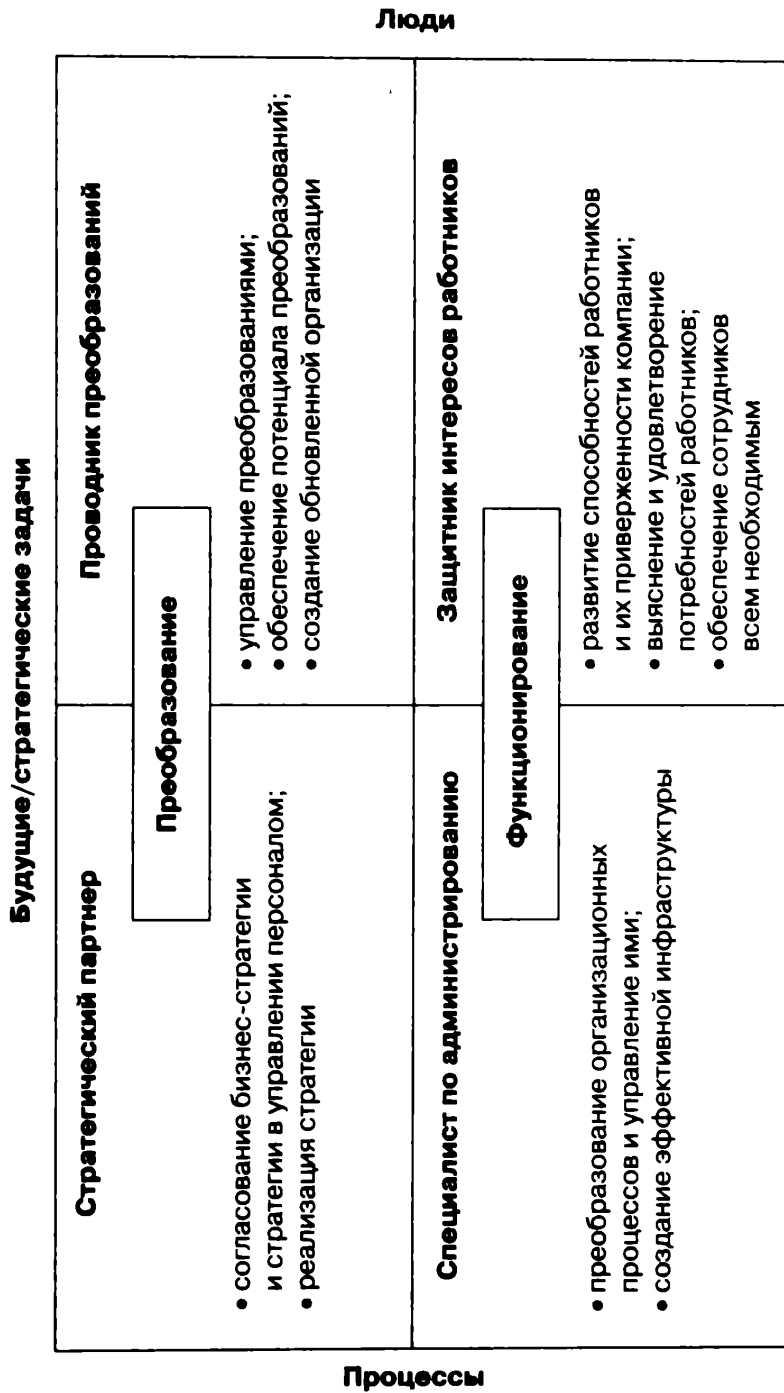 Будущие/стратегические задачи
Процессы
Люди
Стратегический партнер
Проводник преобразований
Преобразование
• согласование бизнес-стратегии
и стратегии в управлении персоналом;
• реализация стратегии
• управление преобразованиями;
• обеспечение потенциала преобразований;
• создание обновленной организации
Специалист по администрированию
Защитник интересов работников
Функционирование
• преобразование организационных
процессов и управление ими;
• создание эффективной инфраструктуры
• развитие способностей работников
и их приверженности компании;
• выяснение и удовлетворение
потребностей работников;
• обеспечение сотрудников
всем необходимым